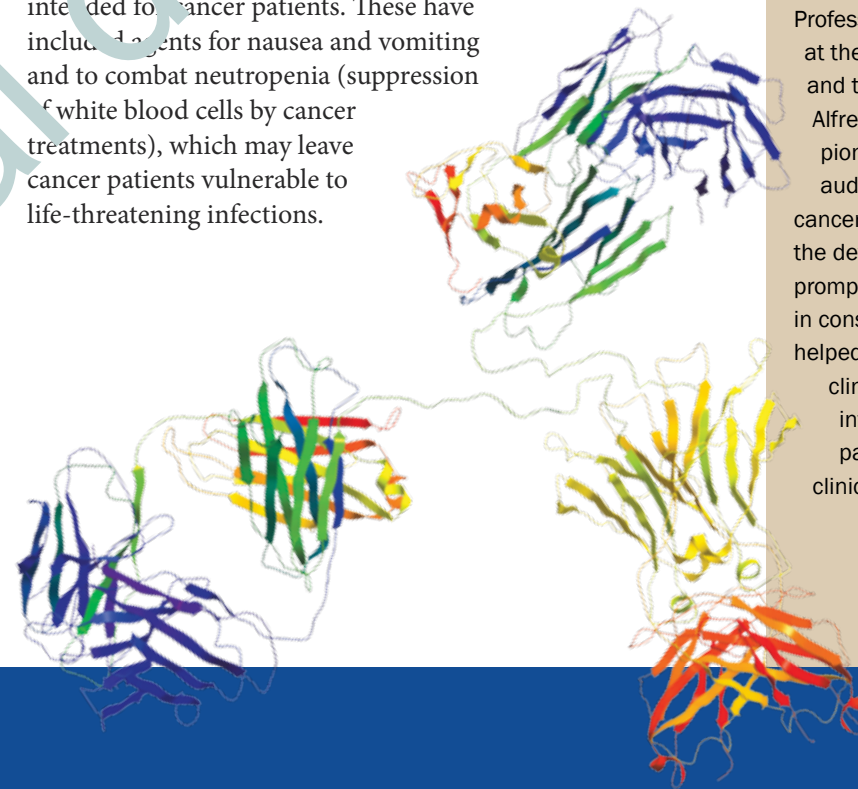 intended for cancer patients. These have
included agents for nausea and vomiting
and to combat neutropenia (suppression
of white blood cells by cancer
treatments), which may leave
cancer patients vulnerable to
life-threatening infections.
Profes
at the
and t
Alfre
pion
aud
cancer
the de
promp
in cons
helped
clin
in
pa
clinic